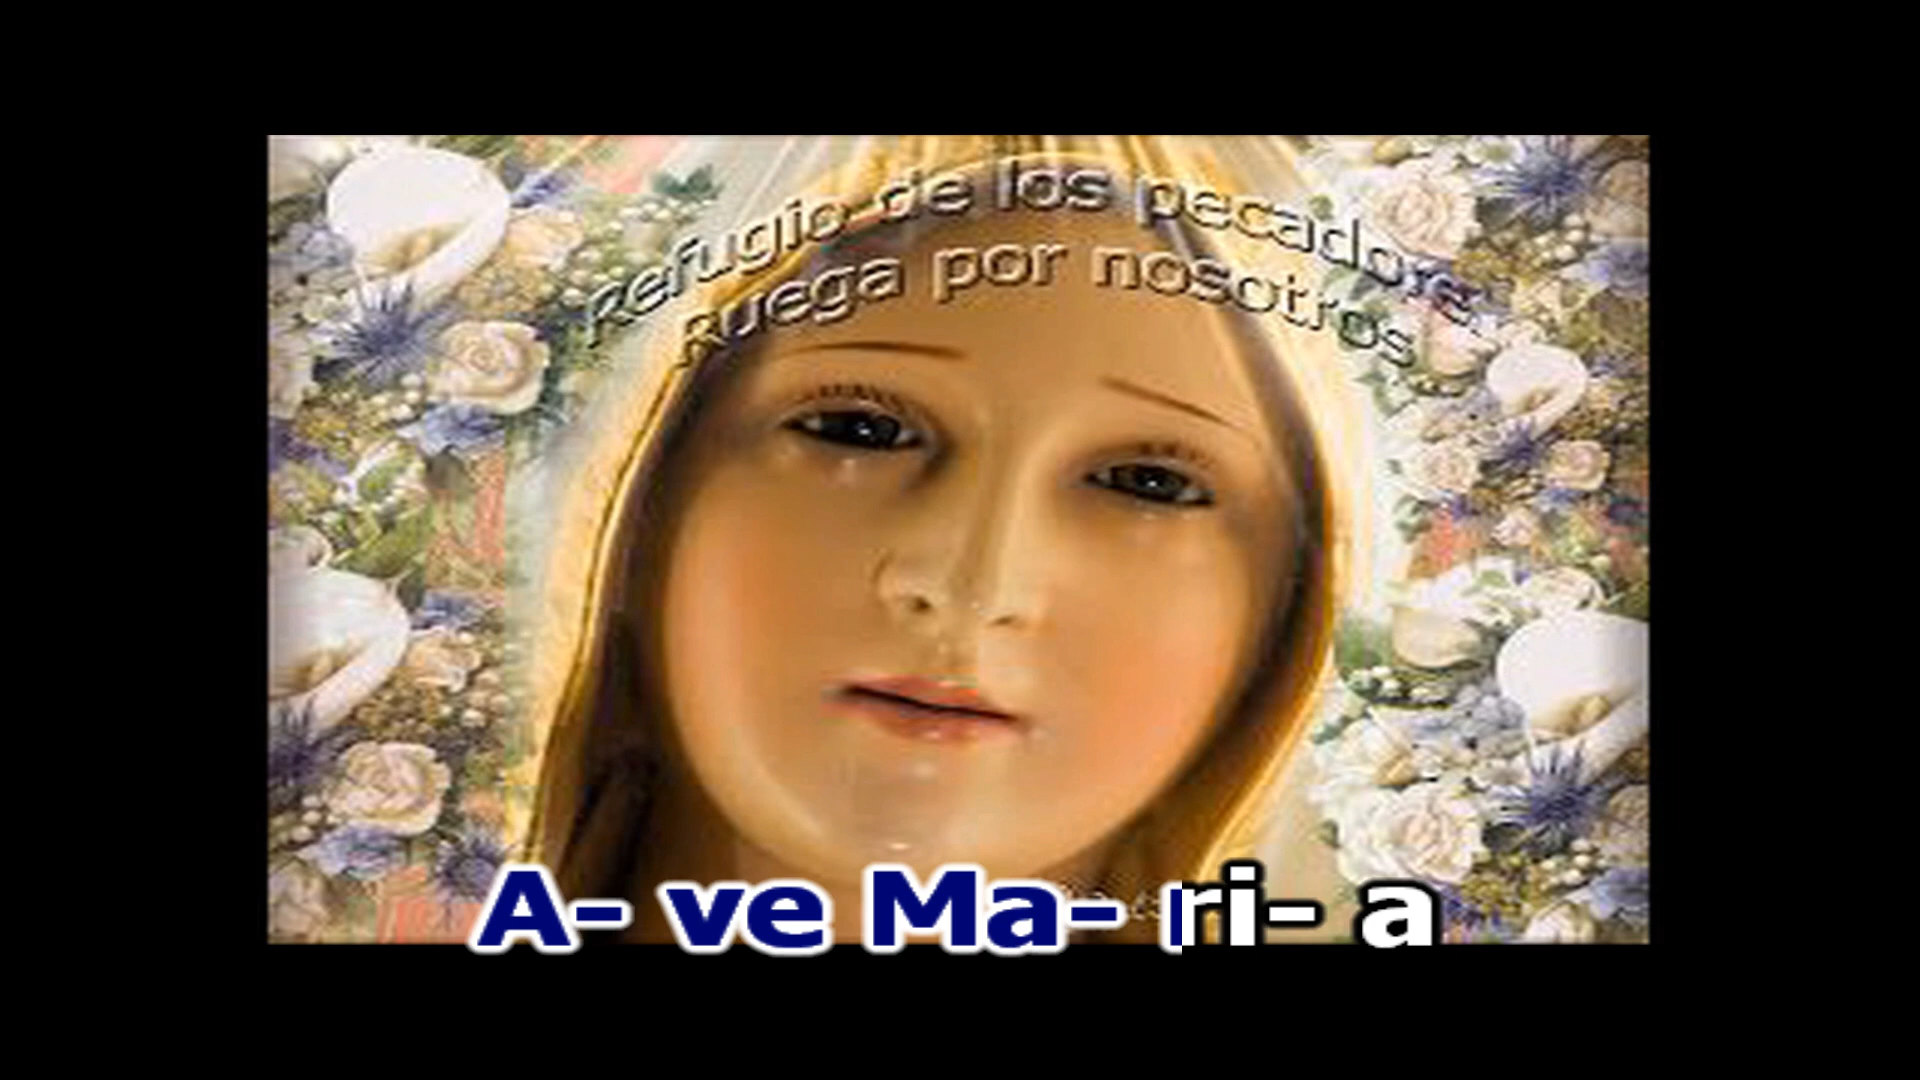 Refugio de los pecadores
Ruega por nosotros
A- ve Ma- ri- a